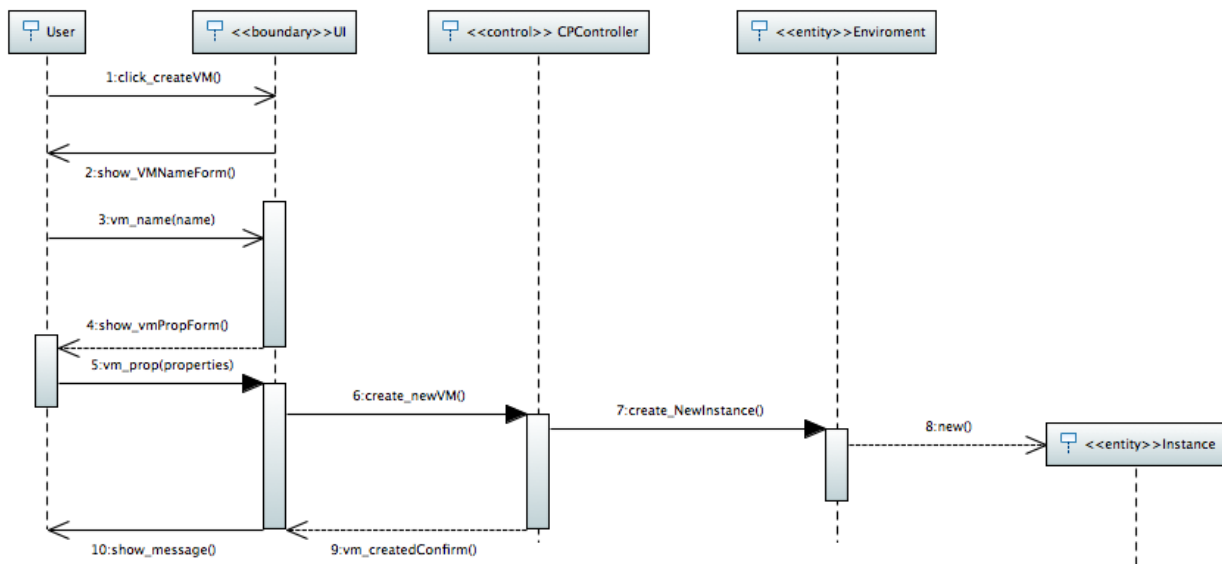 User
<<boundary>>UI
<<control>> CPController
<<entity>>Enviroment
1:click_createVM()
2:show_VMNameForm()
3:vm_name(name)
4:show_vmPropForm()
5:vm_prop(properties)
6:create_newVM()
7:create_NewInstance()
8:new()
<<entity>>Instance
10:show_message()
9:vm_createdConfirm()